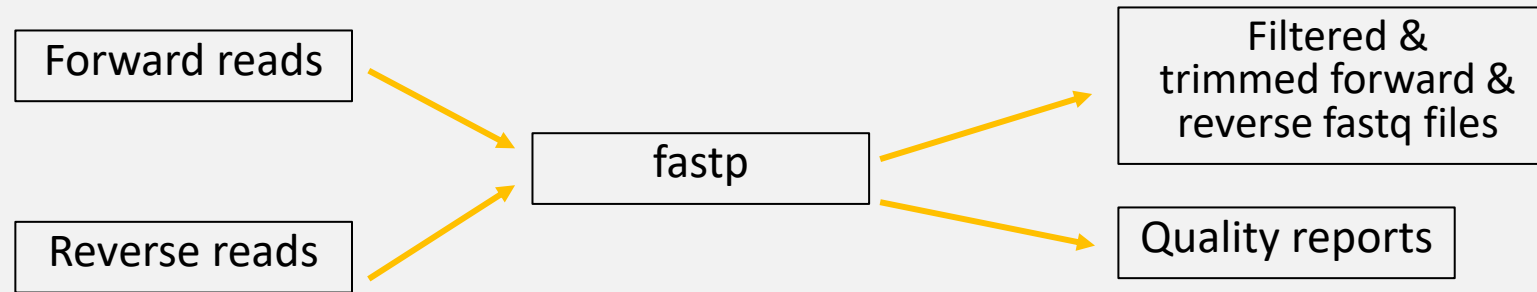 Forward reads
Reverse reads
fastp
Filtered &
trimmed forward &
reverse fastq files
Quality reports